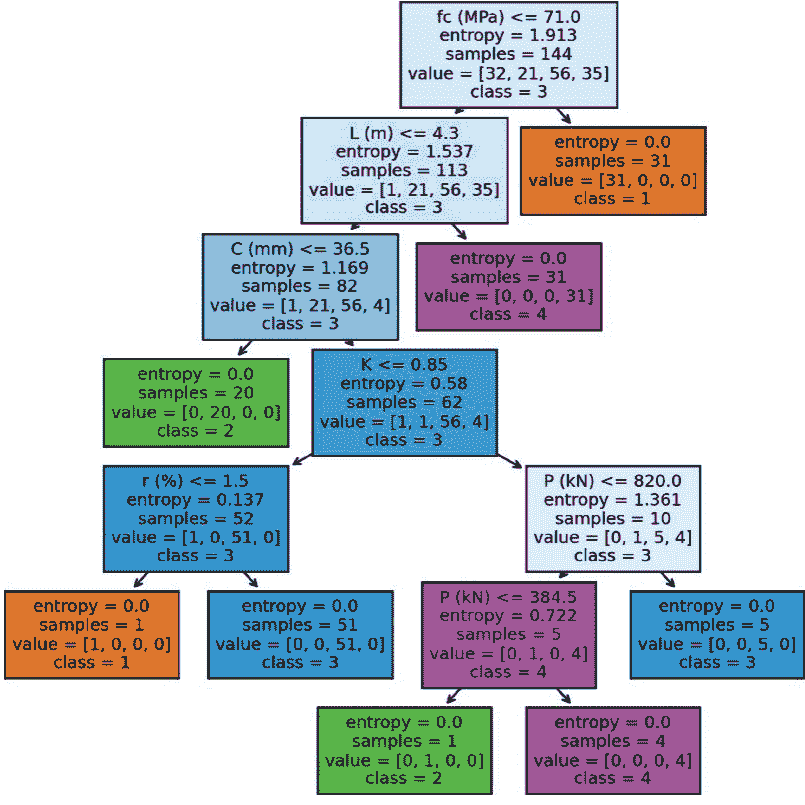 fc (MPa) <= 71.0
entropy = 1.913
samples = 144
value = [32, 21, 56, 35]
class = 3
L (m) <= 4.3
entropy = 1.537
samples = 113
value = [1, 21, 56, 35]
class = 3
entropy = 0.0
samples = 31
value = [31, 0, 0, 0]
class = 1
C (mm) <= 36.5
entropy = 1.169
samples = 82
value = [1, 21, 56, 4]
class = 3
entropy = 0.0
samples = 31
value = [0, 0, 0, 31]
class = 4
entropy = 0.0
samples = 20
value = [0, 20, 0, 0]
class = 2
K <= 0.85
entropy = 0.58
samples = 62
value = [1, 1, 56, 4]
class = 3
r (%) <= 1.5
entropy = 0.137
samples = 52
value = [1, 0, 51, 0]
class = 3
P (kN) <= 820.0
entropy = 1.361
samples = 10
value = [0, 1, 5, 4]
class = 3
entropy = 0.0
samples = 1
value = [1, 0, 0, 0]
class = 1
entropy = 0.0
samples = 51
value = [0, 0, 51, 0]
class = 3
P (kN) <= 384.5
entropy = 0.722
samples = 5
value = [0, 1, 0, 4]
class = 4
entropy = 0.0
samples = 5
value = [0, 0, 5, 0]
class = 3
entropy = 0.0
samples = 1
value = [0, 1, 0, 0]
class = 2
entropy = 0.0
samples = 4
value = [0, 0, 0, 4]
class = 4